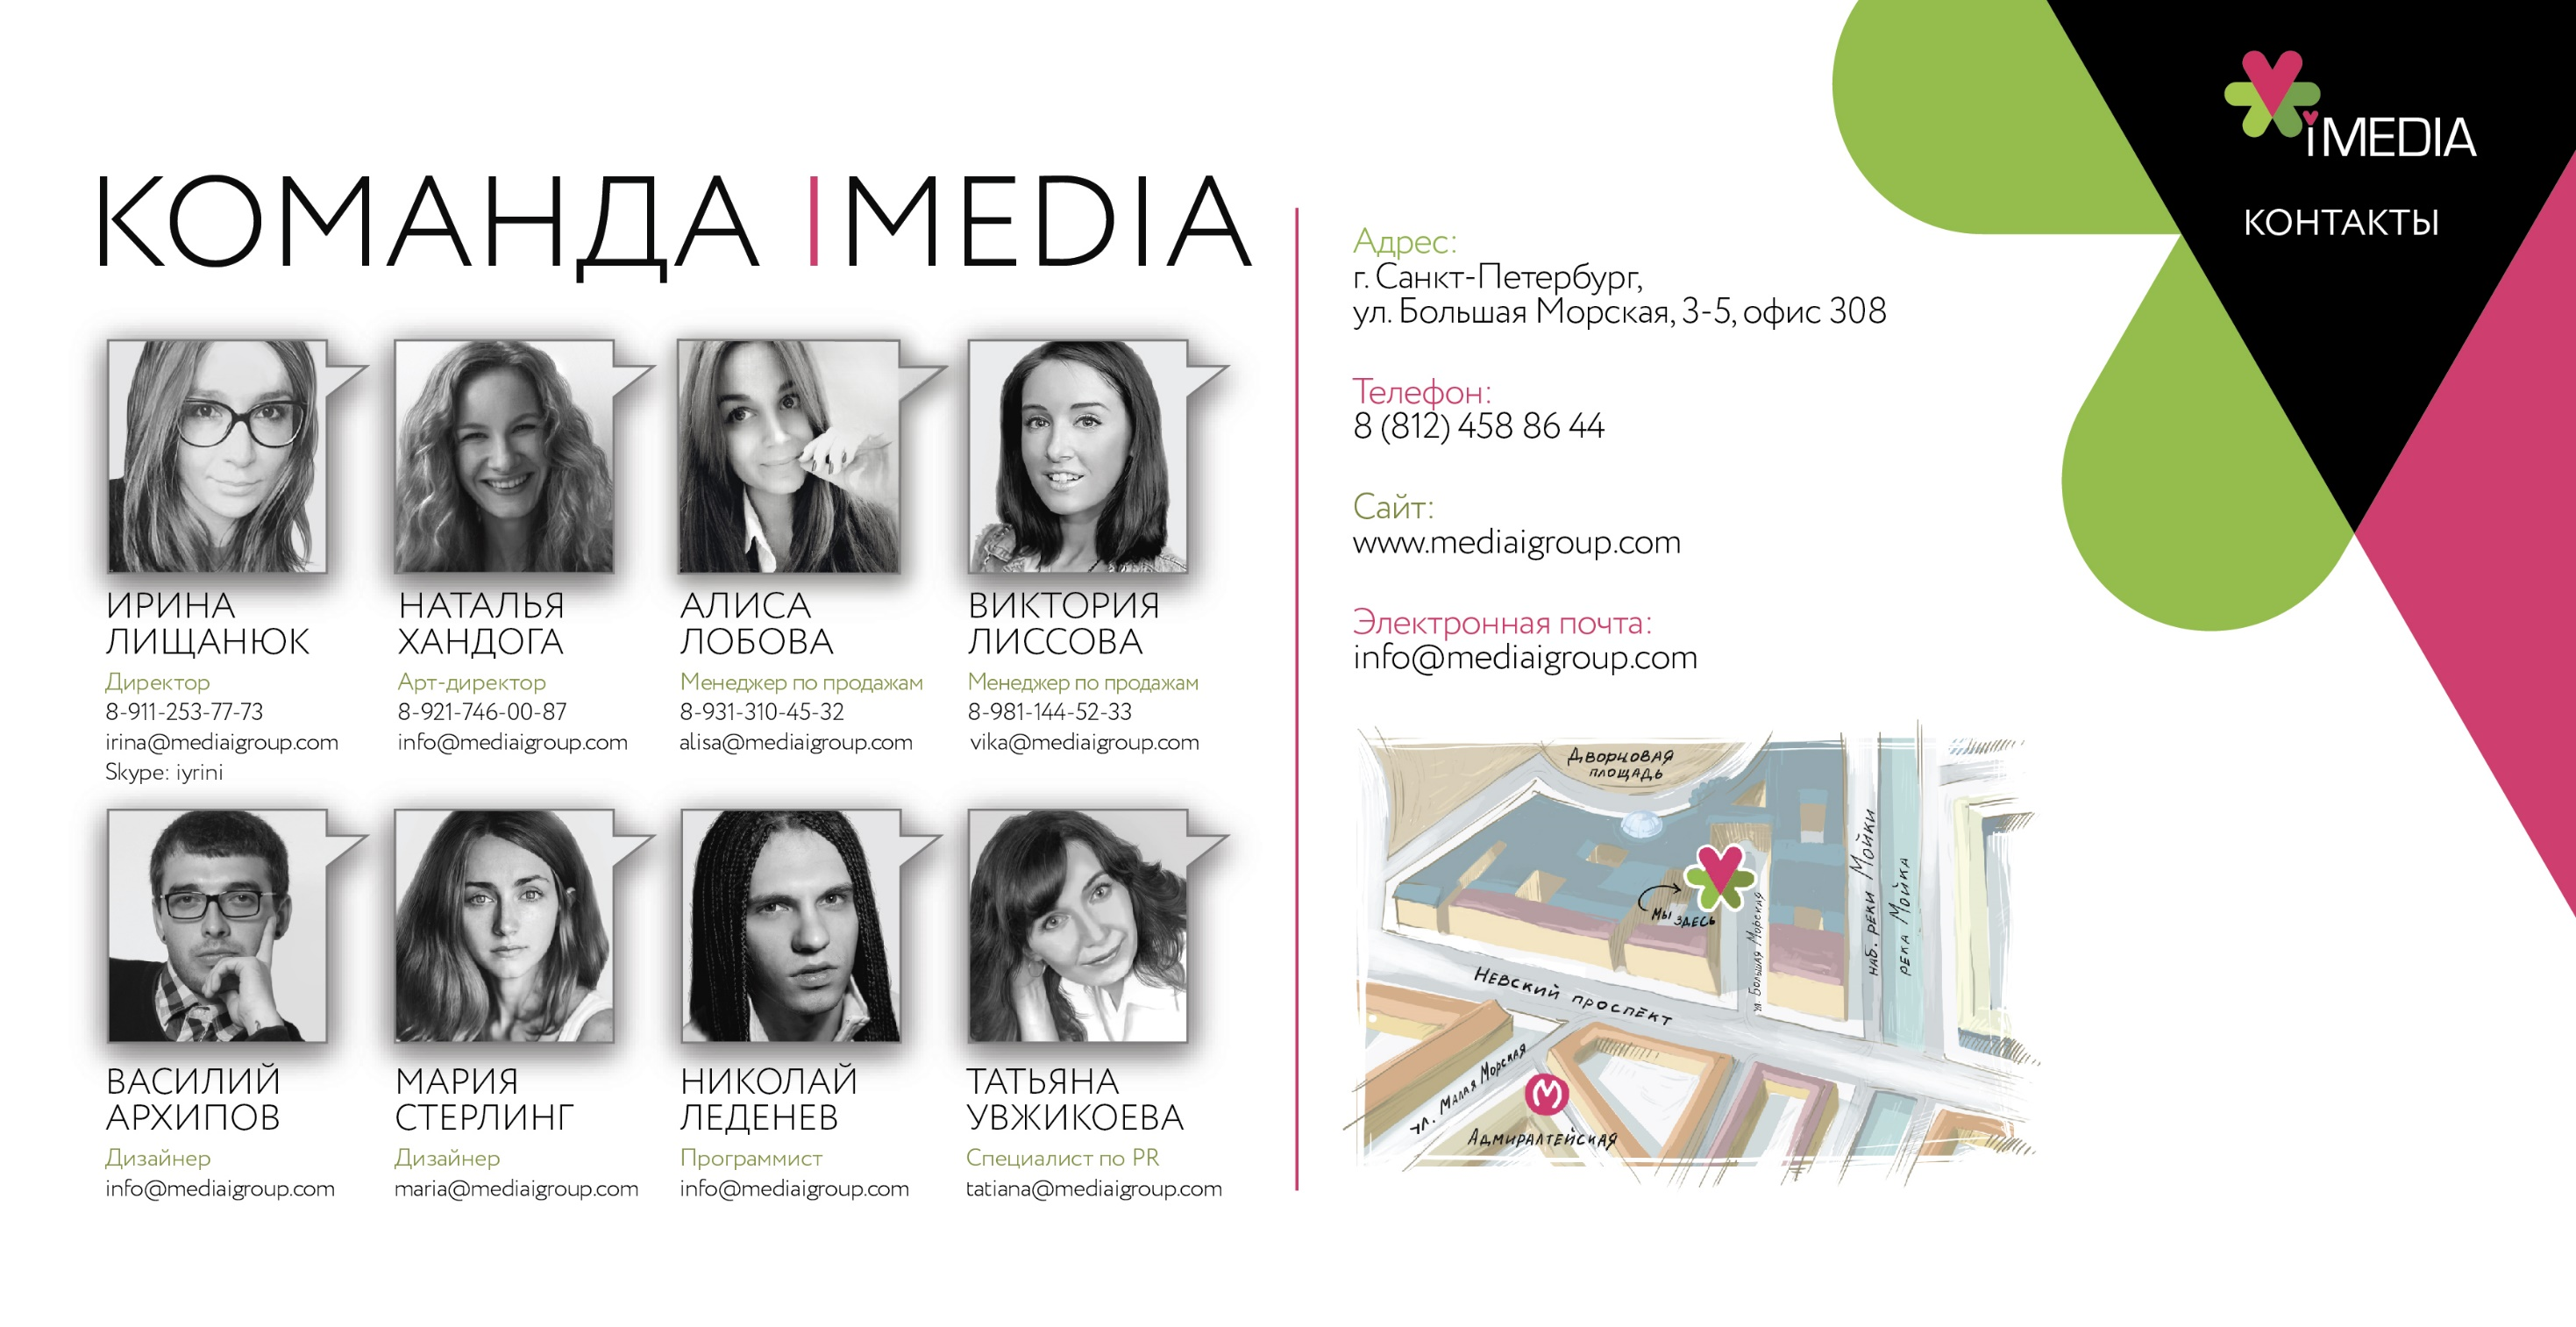 iMEDIA
КОНТАКТЫ
КОМАНДА IMEDIA
ИРИНА
ЛИЩАНЮК
Директор
8-911-253-77-73
irina@mediaigroup.com
Skype: iyrini
НАТАЛЬЯ
ХАНДОГА
Арт-директор
8-921-746-00-87
info@mediaigroup.com
АЛИСА
ЛОБОВА
Менеджер по продажам
8-931-310-45-32
alisa@mediaigroup.com
ВИКТОРИЯ
ЛИССОВА
Менеджер по продажам
8-981-144-52-33
vika@mediaigroup.com
ВАСИЛИЙ
АРХИПОВ
Дизайнер
info@mediaigroup.com
МАРИЯ
СТЕРЛИНГ
Дизайнер
maria@mediaigroup.com
НИКОЛАЙ
ЛЕДЕНЕВ
Программист
info@mediaigroup.com
ТАТЬЯНА
УВЖИКОЕВА
Специалист по PR
tatiana@mediaigroup.com
Адрес:
г. Санкт-Петербург,
ул. Большая Морская, 3-5, офис 308
Телефон:
8 (812) 458 86 44
Сайт:
www.mediaigroup.com
Электронная почта:
info@mediaigroup.com
Дворцовая
площадь
Мы здесь
ул. Большая Морская
наб. реки Мойки
река Мойка
Невский проспект
ул. Малая Морская
М
Адмиралтейская